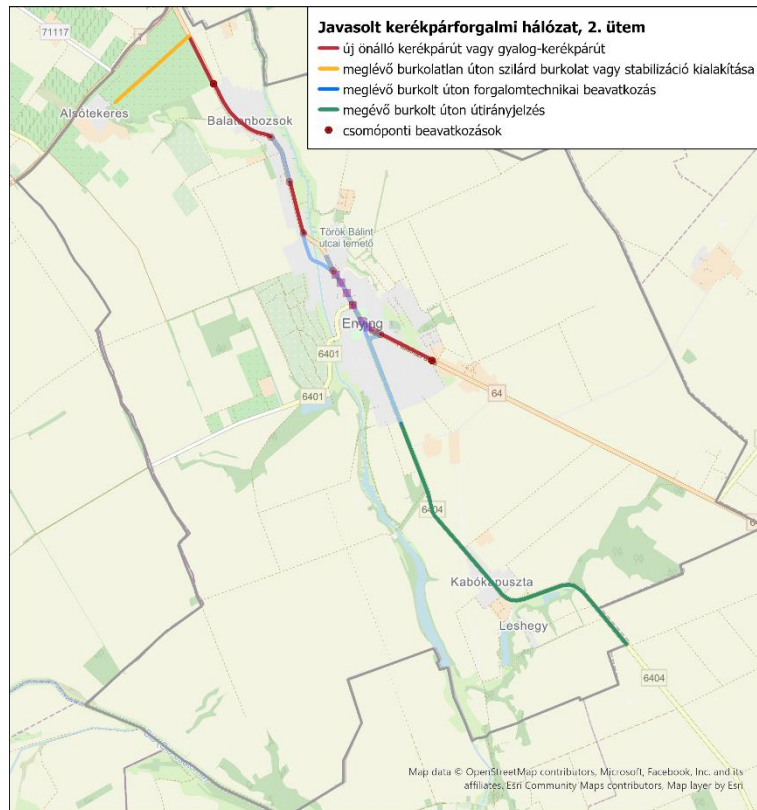 Javasolt kerékpárforgalmi hálózat, 2. ütem
új önálló kerékpárút vagy gyalog-kerékpárút
meglévő burkolatlan úton szilárd burkolat vagy stabilizáció kialakítása
meglévő burkolt úton forgalomtechnikai beavatkozás
megévő burkolt úton útirányjelzés
csomóponti beavatkozások
71117
Alsótekeres
Balatonbozsok
Török Bálint
utcai temető
Enying
6401
6401
64
6404
Kabókapuszta
Leshegy
6404
Map data © OpenStreetMap contributors, Microsoft, Facebook, Inc. and its
affiliates, Esri Community Maps contributors, Map layer by Esri